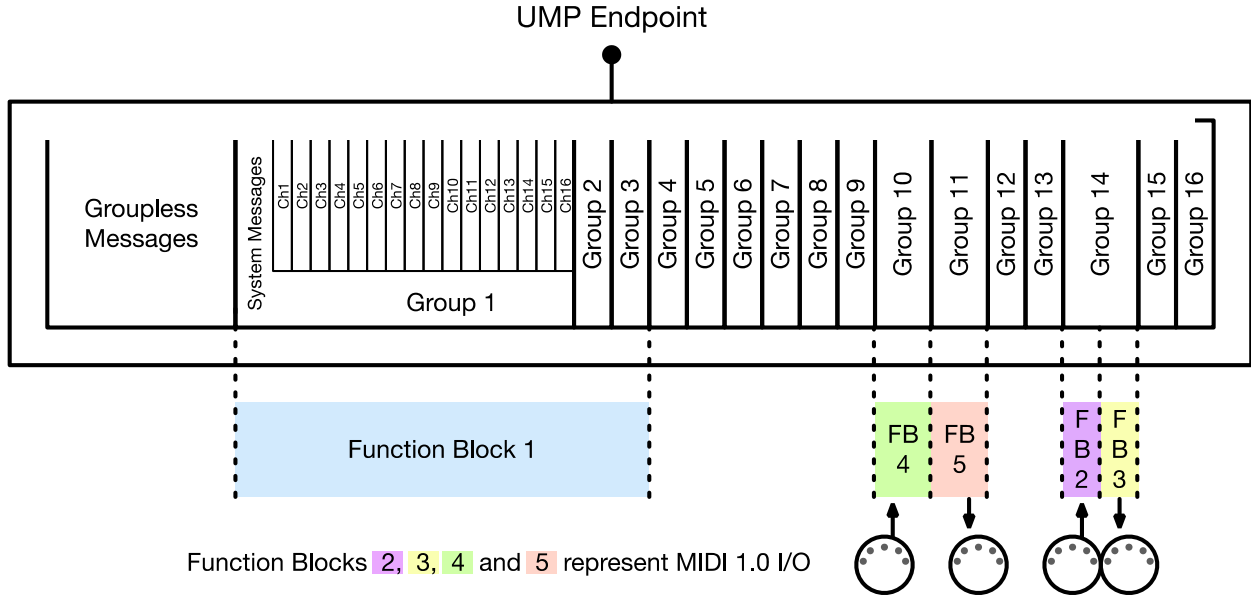 UMP Endpoint
Groupless
Messages
System Messages
Ch1
Ch2
Ch3
Ch4
Ch5
Ch6
Ch7
Ch8
Ch9
Ch10
Ch11
Ch12
Ch13
Ch14
Ch15
Ch16
Group 1
Group 2
Group 3
Group 4
Group 5
Group 6
Group 7
Group 8
Group 9
Group 10
Group 11
Group 12
Group 13
Group 14
Group 15
Group 16
Function Block 1
FB
4
FB
5
F
B
2
F
B
3
Function Blocks 2, 3, 4 and 5 represent MIDI 1.0 I/O